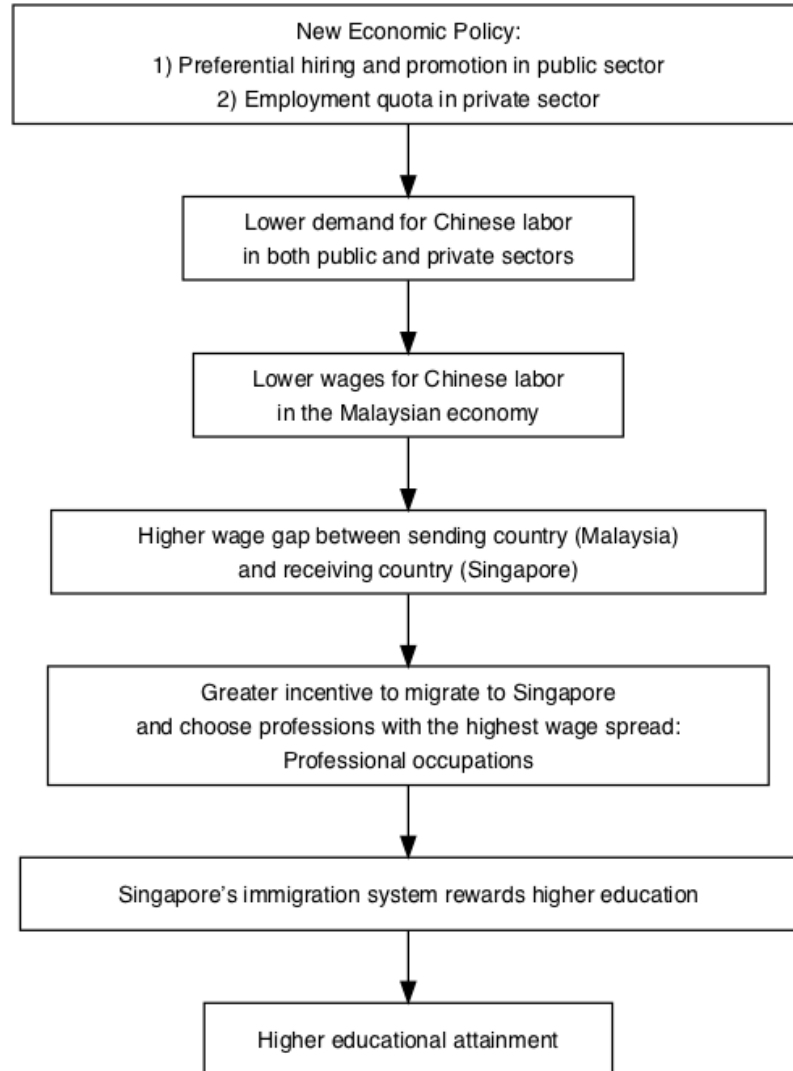 New Economic Policy:
1) Preferential hiring and promotion in public sector
2) Employment quota in private sector
Lower demand for Chinese labor
in both public and private sectors
Lower wages for Chinese labor
in the Malaysian economy
Higher wage gap between sending country (Malaysia)
and receiving country (Singapore)
Greater incentive to migrate to Singapore
and choose professions with the highest wage spread:
Professional occupations
Singapore’s immigration system rewards higher education
Higher educational attainment